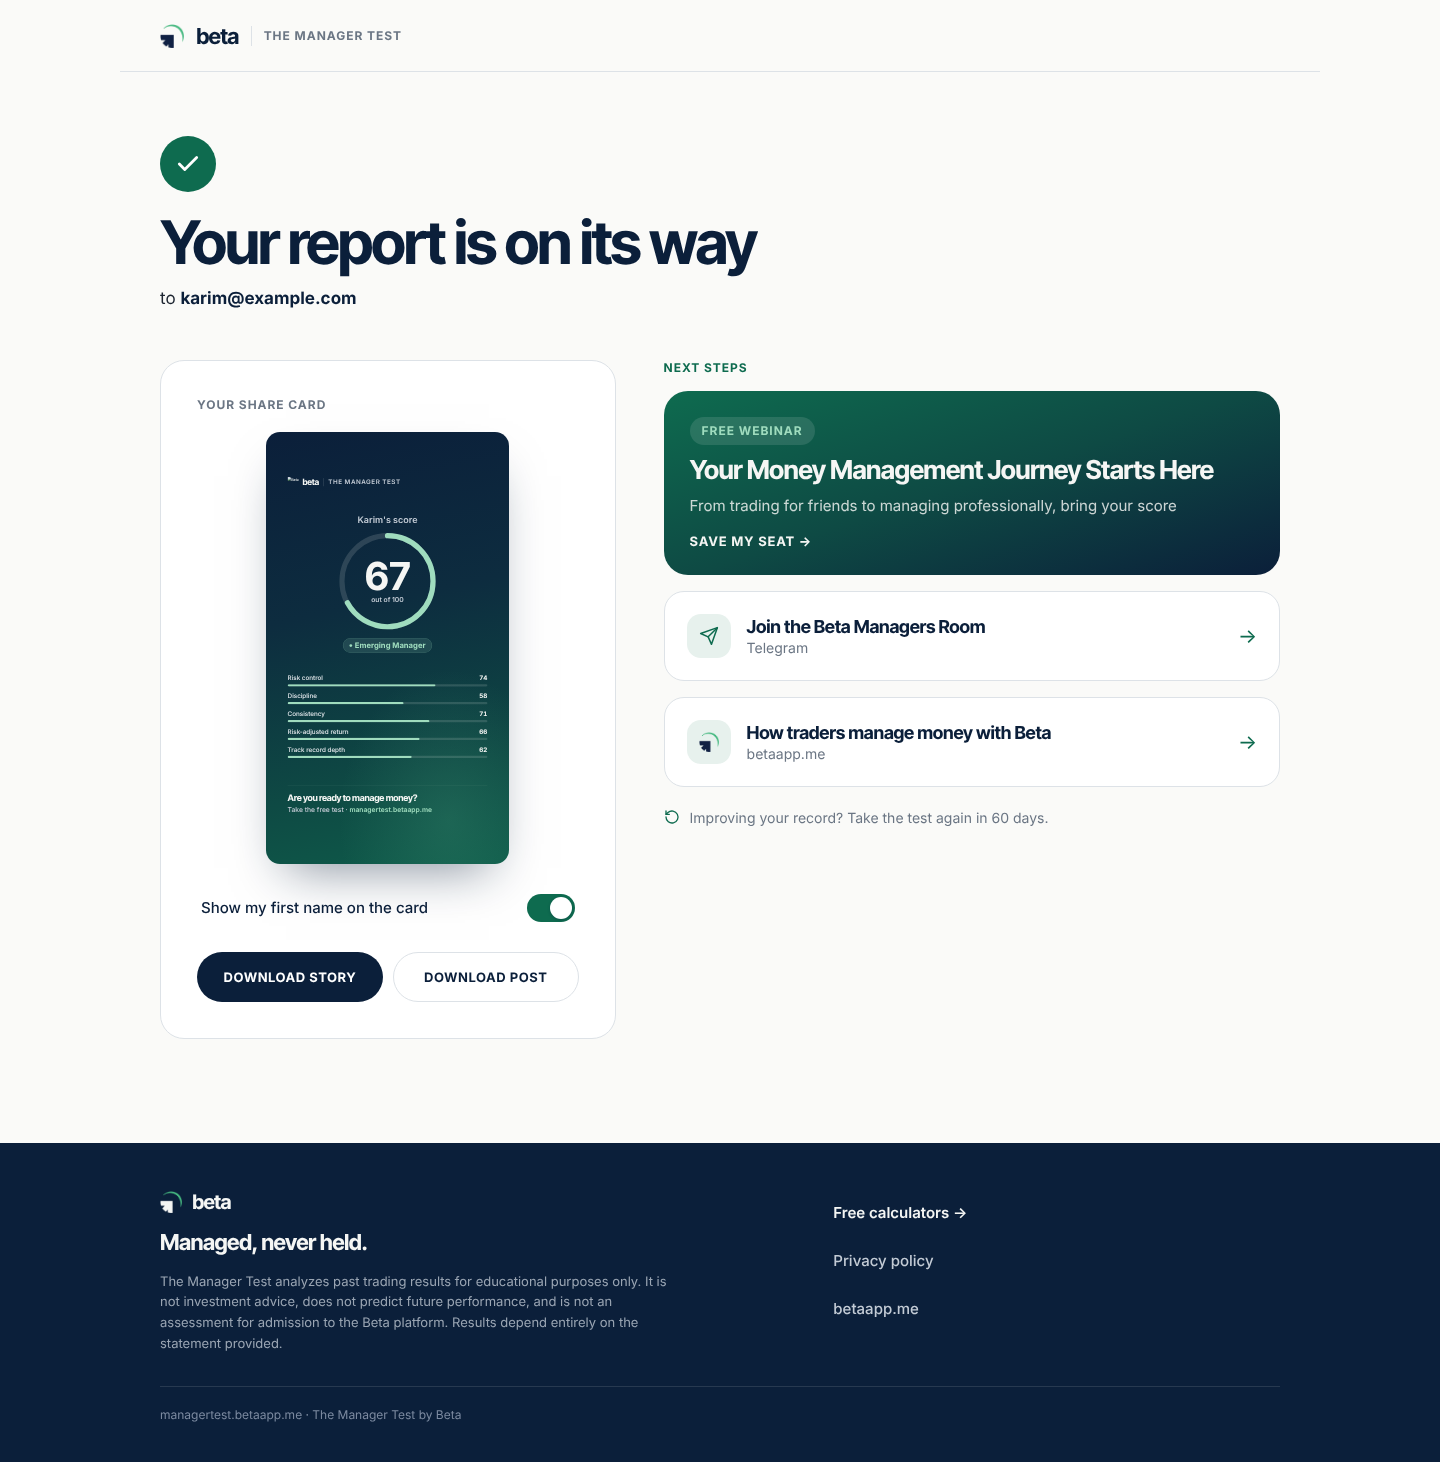 beta | THE MANAGER TEST
Your report is on its way
to karim@example.com
YOUR SHARE CARD
beta | THE MANAGER TEST
Karim's score
67
out of 100
• Emerging Manager
Risk control 74
Discipline 58
Consistency 71
Risk-adjusted return 66
Track record depth 62
Are you ready to manage money?
Take the free test · managertest.betaapp.me
Show my first name on the card
DOWNLOAD STORY
DOWNLOAD POST
NEXT STEPS
FREE WEBINAR
Your Money Management Journey Starts Here
From trading for friends to managing professionally, bring your score
SAVE MY SEAT →
Join the Beta Managers Room
Telegram
How traders manage money with Beta
betaapp.me
Improving your record? Take the test again in 60 days.
beta
Managed, never held.
The Manager Test analyzes past trading results for educational purposes only. It is
not investment advice, does not predict future performance, and is not an
assessment for admission to the Beta platform. Results depend entirely on the
statement provided.
Free calculators →
Privacy policy
betaapp.me
managertest.betaapp.me · The Manager Test by Beta